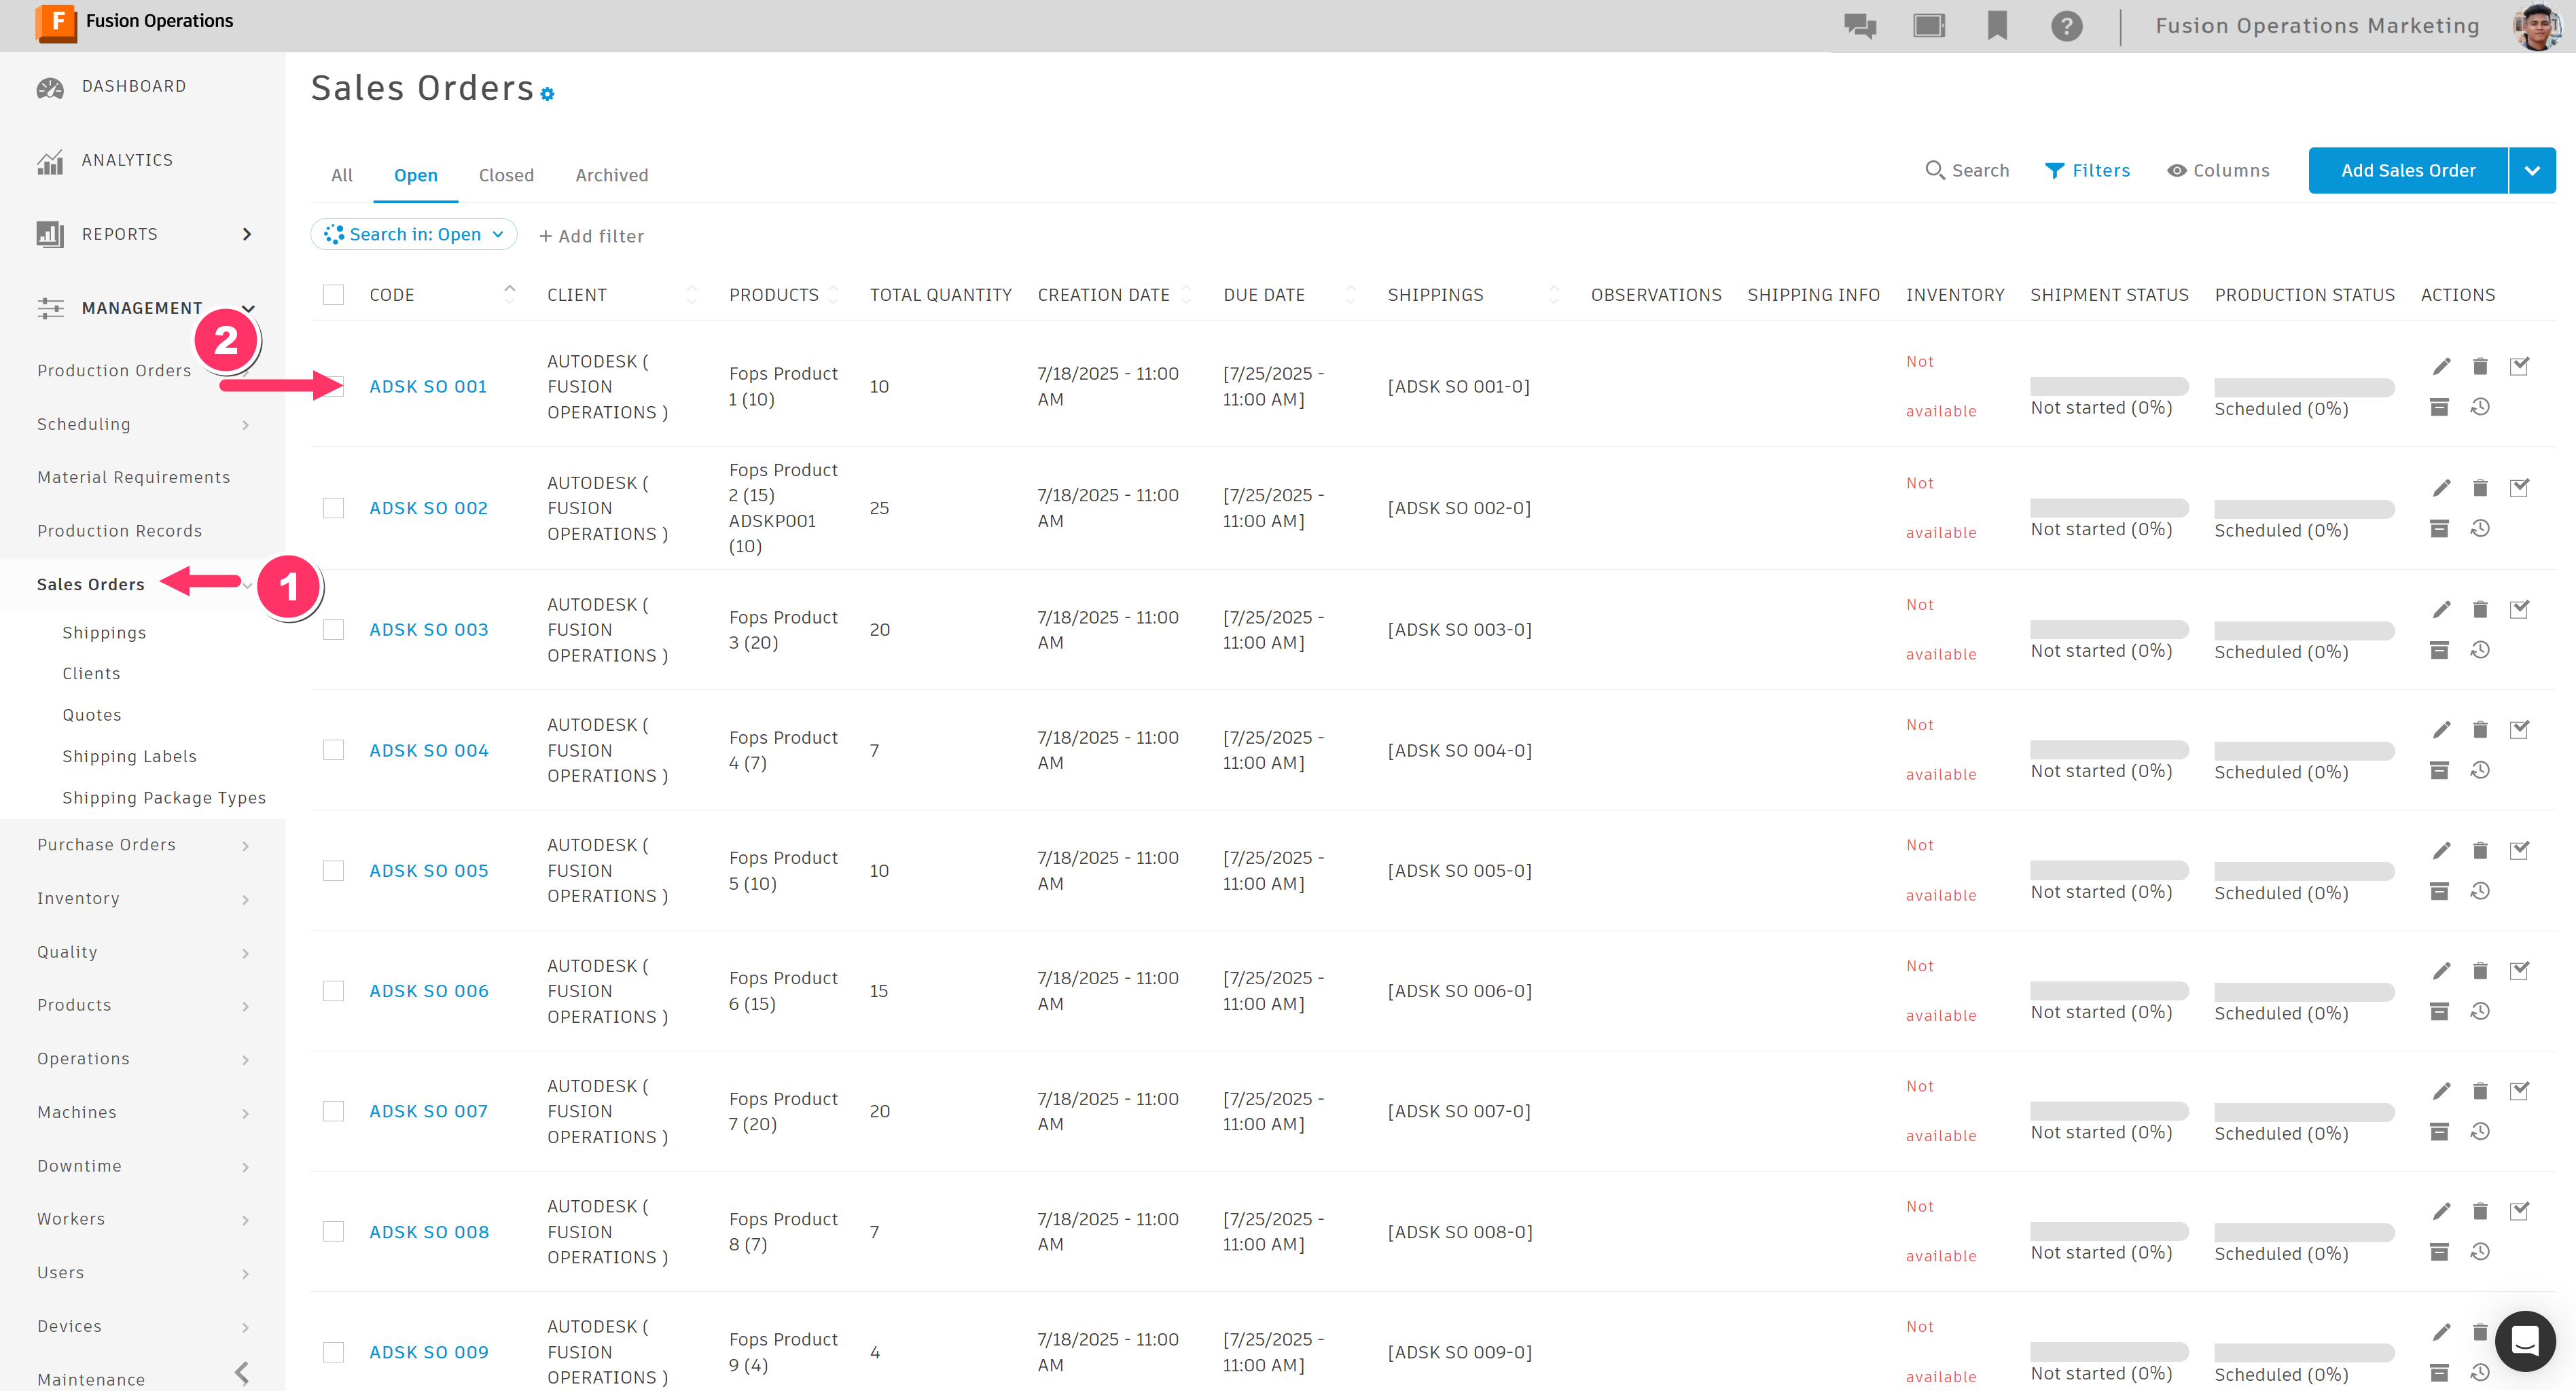 F Fusion Operations
? Fusion Operations Marketing
DASHBOARD
ANALYTICS
REPORTS
MANAGEMENT
2
Production Orders
Scheduling
Material Requirements
Production Records
Sales Orders
1
Shippings
Clients
Quotes
Shipping Labels
Shipping Package Types
Purchase Orders
Inventory
Quality
Products
Operations
Machines
Downtime
Workers
Users
Devices
Maintenance
Sales Orders
All Open Closed Archived
Search Filters Columns Add Sales Order
Search in: Open + Add filter
CODE CLIENT PRODUCTS TOTAL QUANTITY CREATION DATE DUE DATE SHIPPINGS OBSERVATIONS SHIPPING INFO INVENTORY SHIPMENT STATUS PRODUCTION STATUS ACTIONS
ADSK SO 001
AUTODESK (
FUSION
OPERATIONS )
Fops Product
1 (10)
10
7/18/2025 - 11:00
AM
[7/25/2025 -
11:00 AM]
[ADSK SO 001-0]
Not
available
Not started (0%)
Scheduled (0%)
ADSK SO 002
AUTODESK (
FUSION
OPERATIONS )
Fops Product
2 (15)
ADSKP001
(10)
25
7/18/2025 - 11:00
AM
[7/25/2025 -
11:00 AM]
[ADSK SO 002-0]
Not
available
Not started (0%)
Scheduled (0%)
ADSK SO 003
AUTODESK (
FUSION
OPERATIONS )
Fops Product
3 (20)
20
7/18/2025 - 11:00
AM
[7/25/2025 -
11:00 AM]
[ADSK SO 003-0]
Not
available
Not started (0%)
Scheduled (0%)
ADSK SO 004
AUTODESK (
FUSION
OPERATIONS )
Fops Product
4 (7)
7
7/18/2025 - 11:00
AM
[7/25/2025 -
11:00 AM]
[ADSK SO 004-0]
Not
available
Not started (0%)
Scheduled (0%)
ADSK SO 005
AUTODESK (
FUSION
OPERATIONS )
Fops Product
5 (10)
10
7/18/2025 - 11:00
AM
[7/25/2025 -
11:00 AM]
[ADSK SO 005-0]
Not
available
Not started (0%)
Scheduled (0%)
ADSK SO 006
AUTODESK (
FUSION
OPERATIONS )
Fops Product
6 (15)
15
7/18/2025 - 11:00
AM
[7/25/2025 -
11:00 AM]
[ADSK SO 006-0]
Not
available
Not started (0%)
Scheduled (0%)
ADSK SO 007
AUTODESK (
FUSION
OPERATIONS )
Fops Product
7 (20)
20
7/18/2025 - 11:00
AM
[7/25/2025 -
11:00 AM]
[ADSK SO 007-0]
Not
available
Not started (0%)
Scheduled (0%)
ADSK SO 008
AUTODESK (
FUSION
OPERATIONS )
Fops Product
8 (7)
7
7/18/2025 - 11:00
AM
[7/25/2025 -
11:00 AM]
[ADSK SO 008-0]
Not
available
Not started (0%)
Scheduled (0%)
ADSK SO 009
AUTODESK (
FUSION
OPERATIONS )
Fops Product
9 (4)
4
7/18/2025 - 11:00
AM
[7/25/2025 -
11:00 AM]
[ADSK SO 009-0]
Not
available
Not started (0%)
Scheduled (0%)